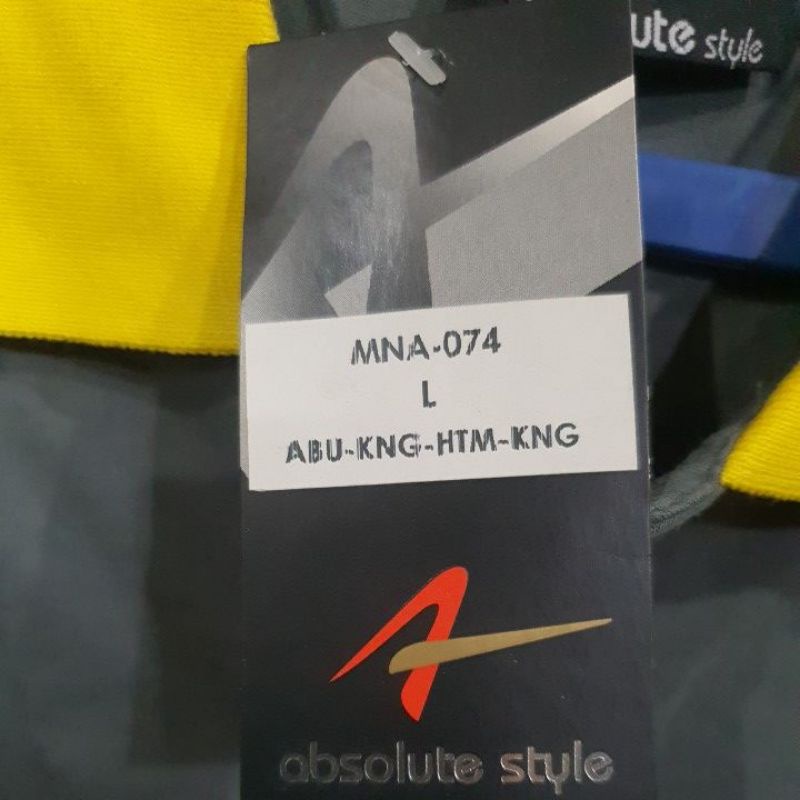 ute style
MNA-074
L
ABU-KNG-HTM-KNG
absolute style